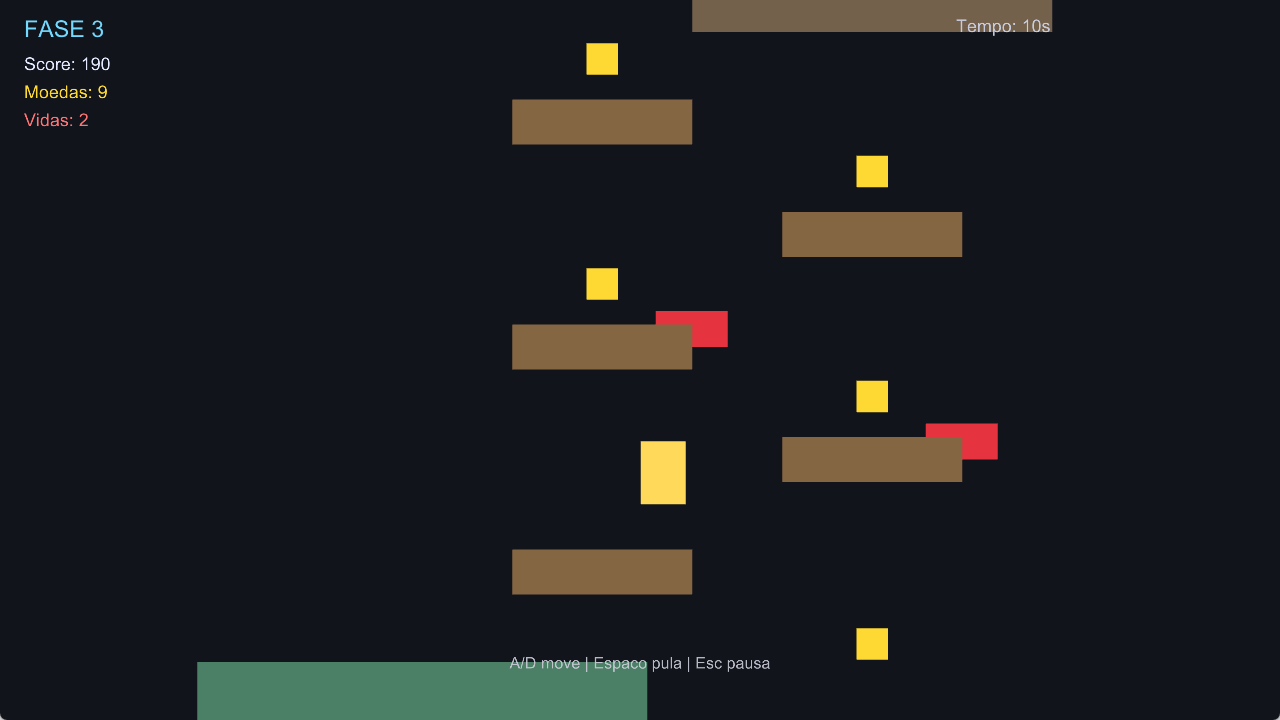 FASE 3
Tempo: 10s
Score: 190
Moedas: 9
Vidas: 2
A/D move | Espaco pula | Esc pausa